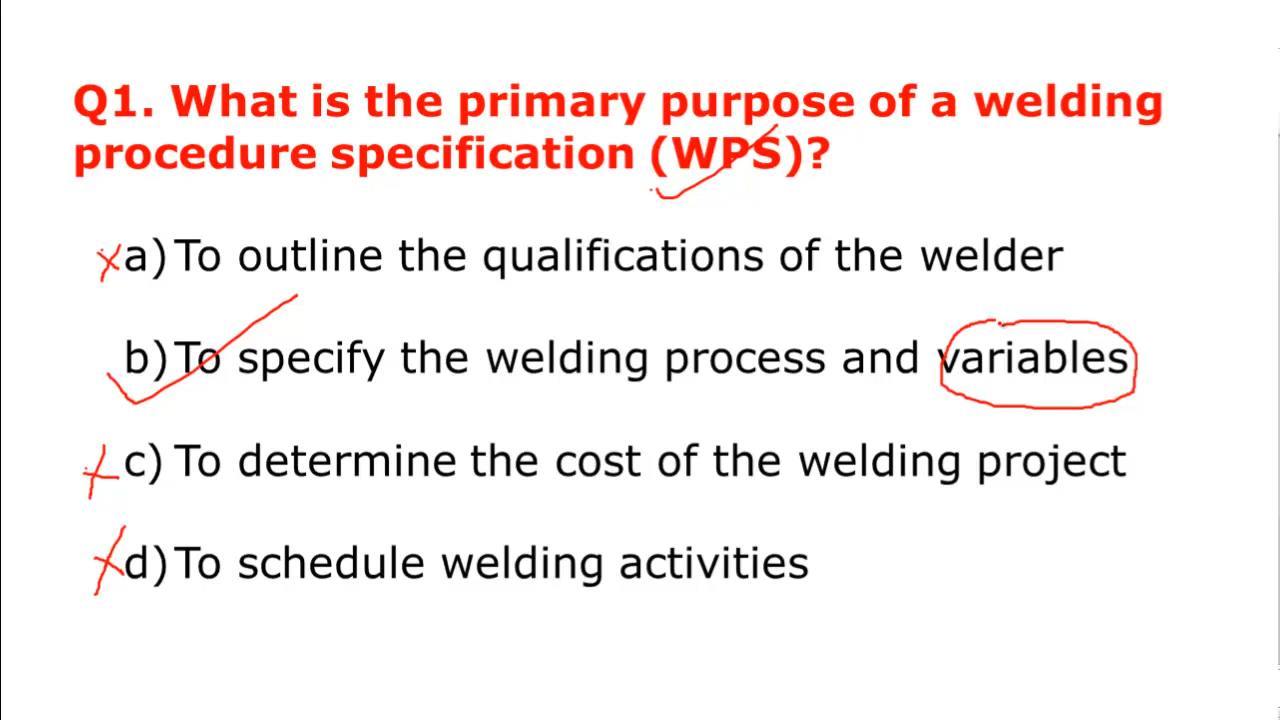 Q1. What is the primary purpose of a welding
procedure specification (WPS)?
a) To outline the qualifications of the welder
b) To specify the welding process and variables
c) To determine the cost of the welding project
d) To schedule welding activities